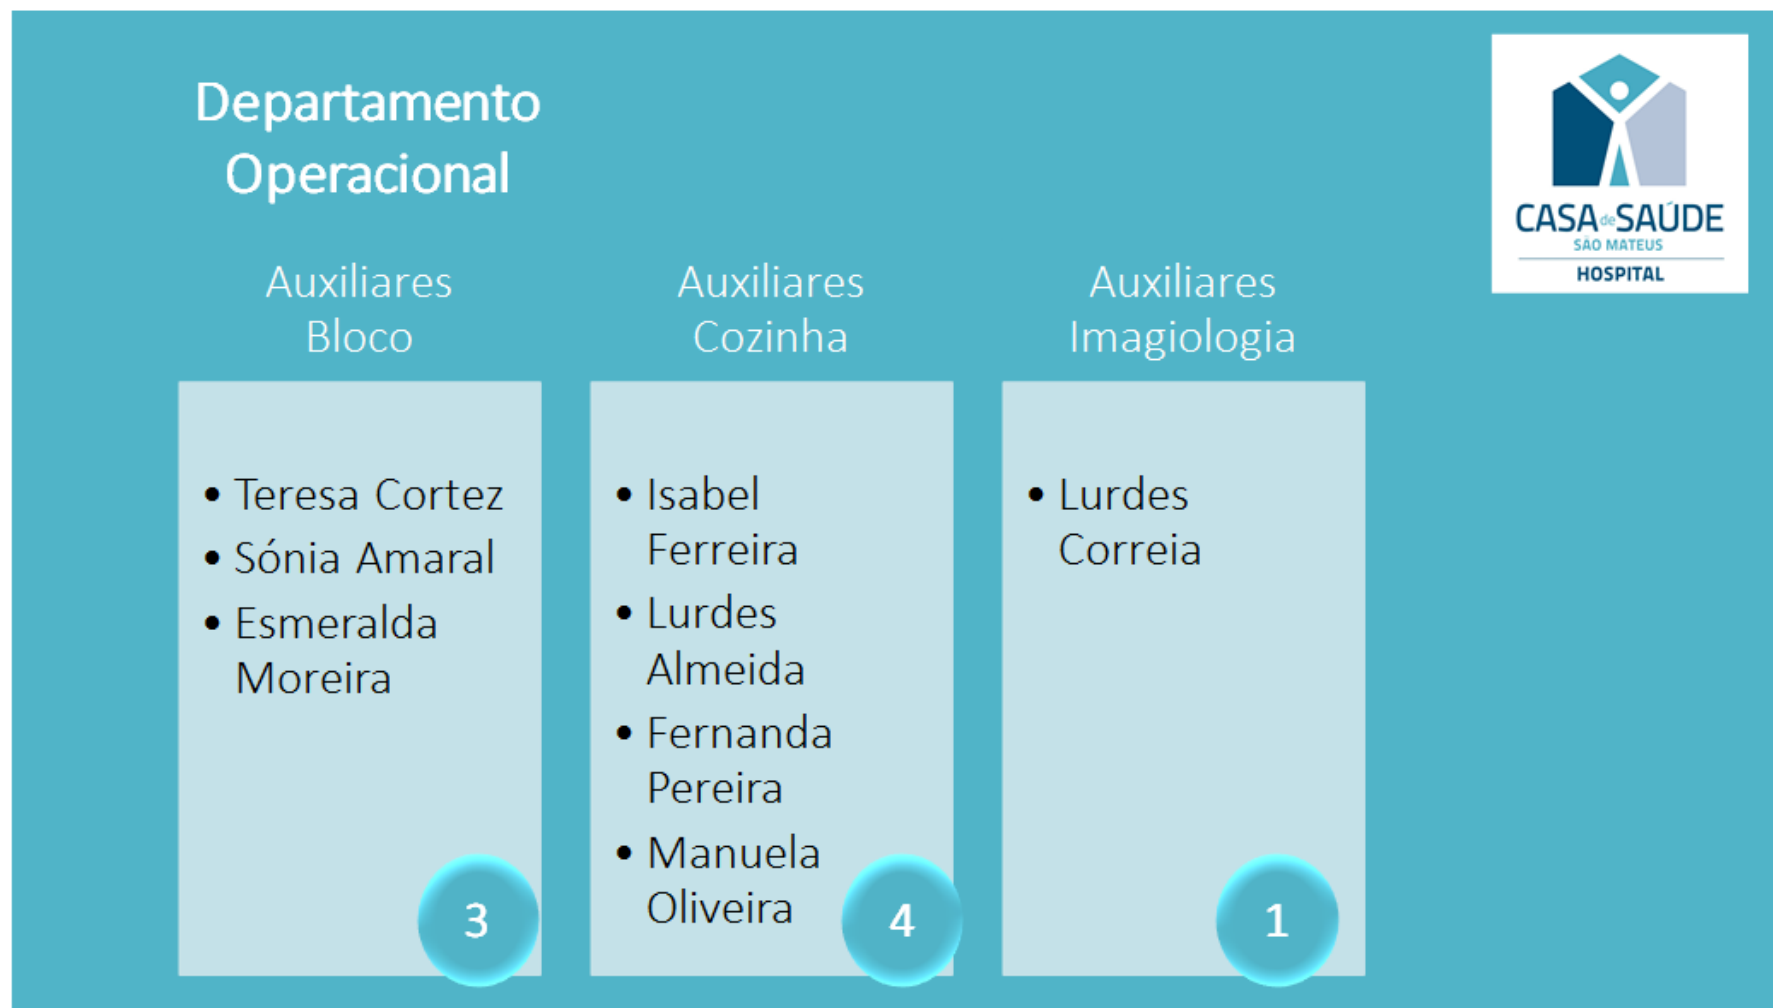 Departamento
Operacional
CASA de SAÚDE
SÃO MATEUS
HOSPITAL
Auxiliares
Bloco
• Teresa Cortez
• Sónia Amaral
• Esmeralda
Moreira
3
Auxiliares
Cozinha
• Isabel
Ferreira
• Lurdes
Almeida
• Fernanda
Pereira
• Manuela
Oliveira
4
Auxiliares
Imagiologia
• Lurdes
Correia
1